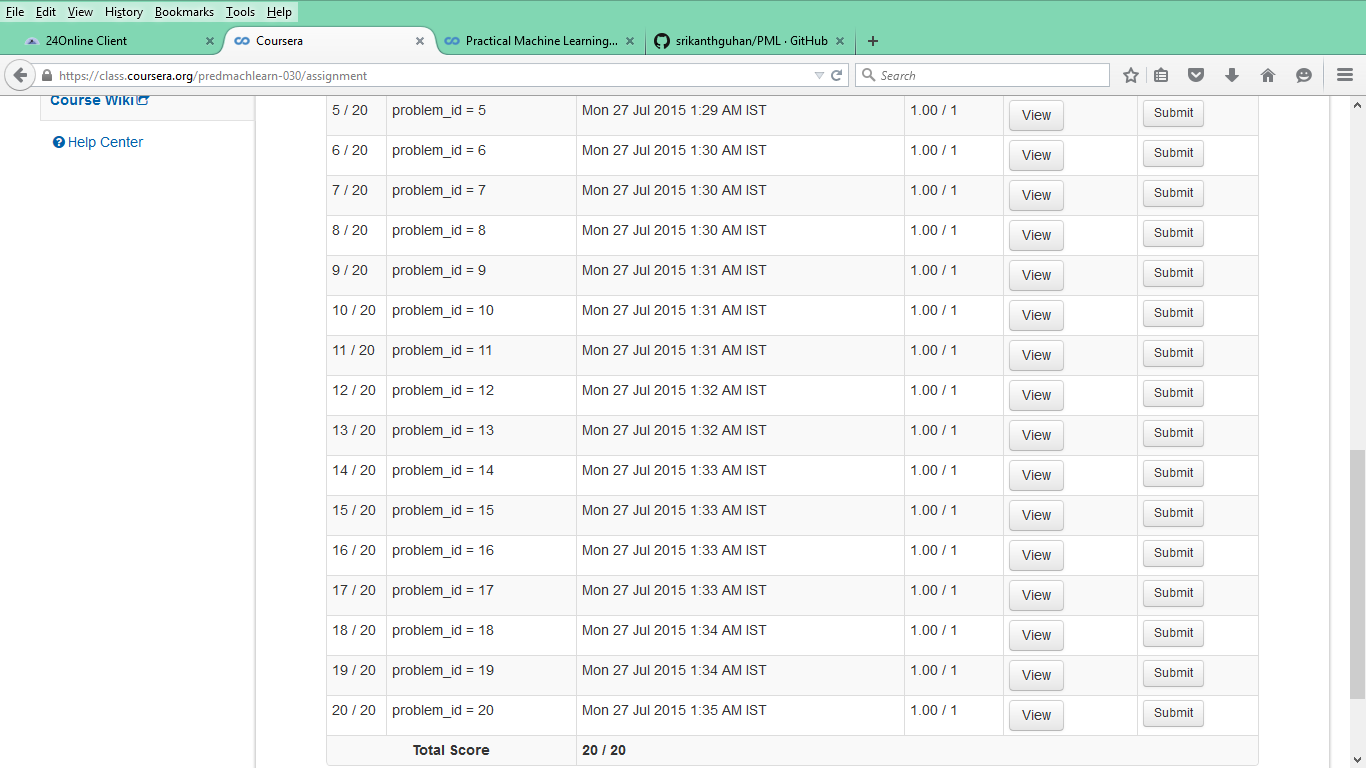 File Edit View History Bookmarks Tools Help
24Online Client × Coursera × Practical Machine Learning... × srikanthguhan/PML · GitHub × +
https://class.coursera.org/predmachlearn-030/assignment Search
Course Wiki
Help Center
5 / 20 problem_id = 5 Mon 27 Jul 2015 1:29 AM IST 1.00 / 1 View Submit
6 / 20 problem_id = 6 Mon 27 Jul 2015 1:30 AM IST 1.00 / 1 View Submit
7 / 20 problem_id = 7 Mon 27 Jul 2015 1:30 AM IST 1.00 / 1 View Submit
8 / 20 problem_id = 8 Mon 27 Jul 2015 1:30 AM IST 1.00 / 1 View Submit
9 / 20 problem_id = 9 Mon 27 Jul 2015 1:31 AM IST 1.00 / 1 View Submit
10 / 20 problem_id = 10 Mon 27 Jul 2015 1:31 AM IST 1.00 / 1 View Submit
11 / 20 problem_id = 11 Mon 27 Jul 2015 1:31 AM IST 1.00 / 1 View Submit
12 / 20 problem_id = 12 Mon 27 Jul 2015 1:32 AM IST 1.00 / 1 View Submit
13 / 20 problem_id = 13 Mon 27 Jul 2015 1:32 AM IST 1.00 / 1 View Submit
14 / 20 problem_id = 14 Mon 27 Jul 2015 1:33 AM IST 1.00 / 1 View Submit
15 / 20 problem_id = 15 Mon 27 Jul 2015 1:33 AM IST 1.00 / 1 View Submit
16 / 20 problem_id = 16 Mon 27 Jul 2015 1:33 AM IST 1.00 / 1 View Submit
17 / 20 problem_id = 17 Mon 27 Jul 2015 1:33 AM IST 1.00 / 1 View Submit
18 / 20 problem_id = 18 Mon 27 Jul 2015 1:34 AM IST 1.00 / 1 View Submit
19 / 20 problem_id = 19 Mon 27 Jul 2015 1:34 AM IST 1.00 / 1 View Submit
20 / 20 problem_id = 20 Mon 27 Jul 2015 1:35 AM IST 1.00 / 1 View Submit
Total Score 20 / 20